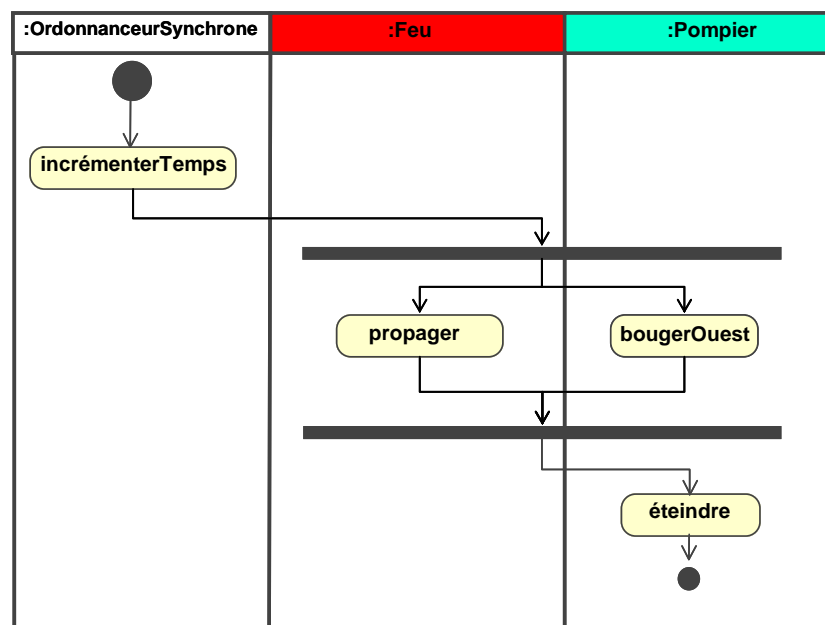 :OrdonnanceurSynchrone
:Feu
:Pompier
incrémenterTemps
propager
bougerOuest
éteindre